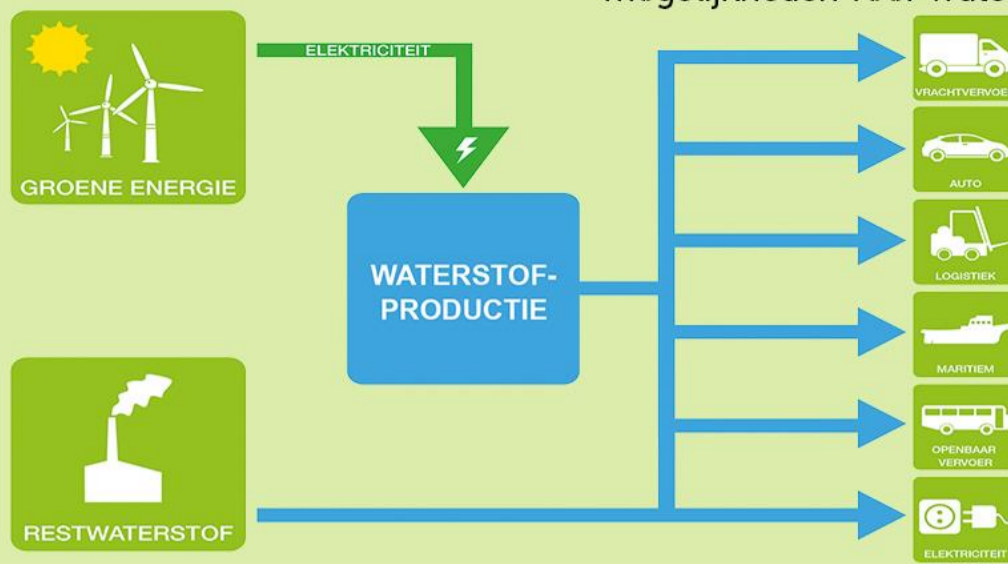 ELEKTRICITEIT
GROENE ENERGIE
WATERSTOF-
PRODUCTIE
RESTWATERSTOF
AUTO
LOGISTIEK
MARITIEM
OPENBAAR
VERVOER
ELEKTRICITEIT